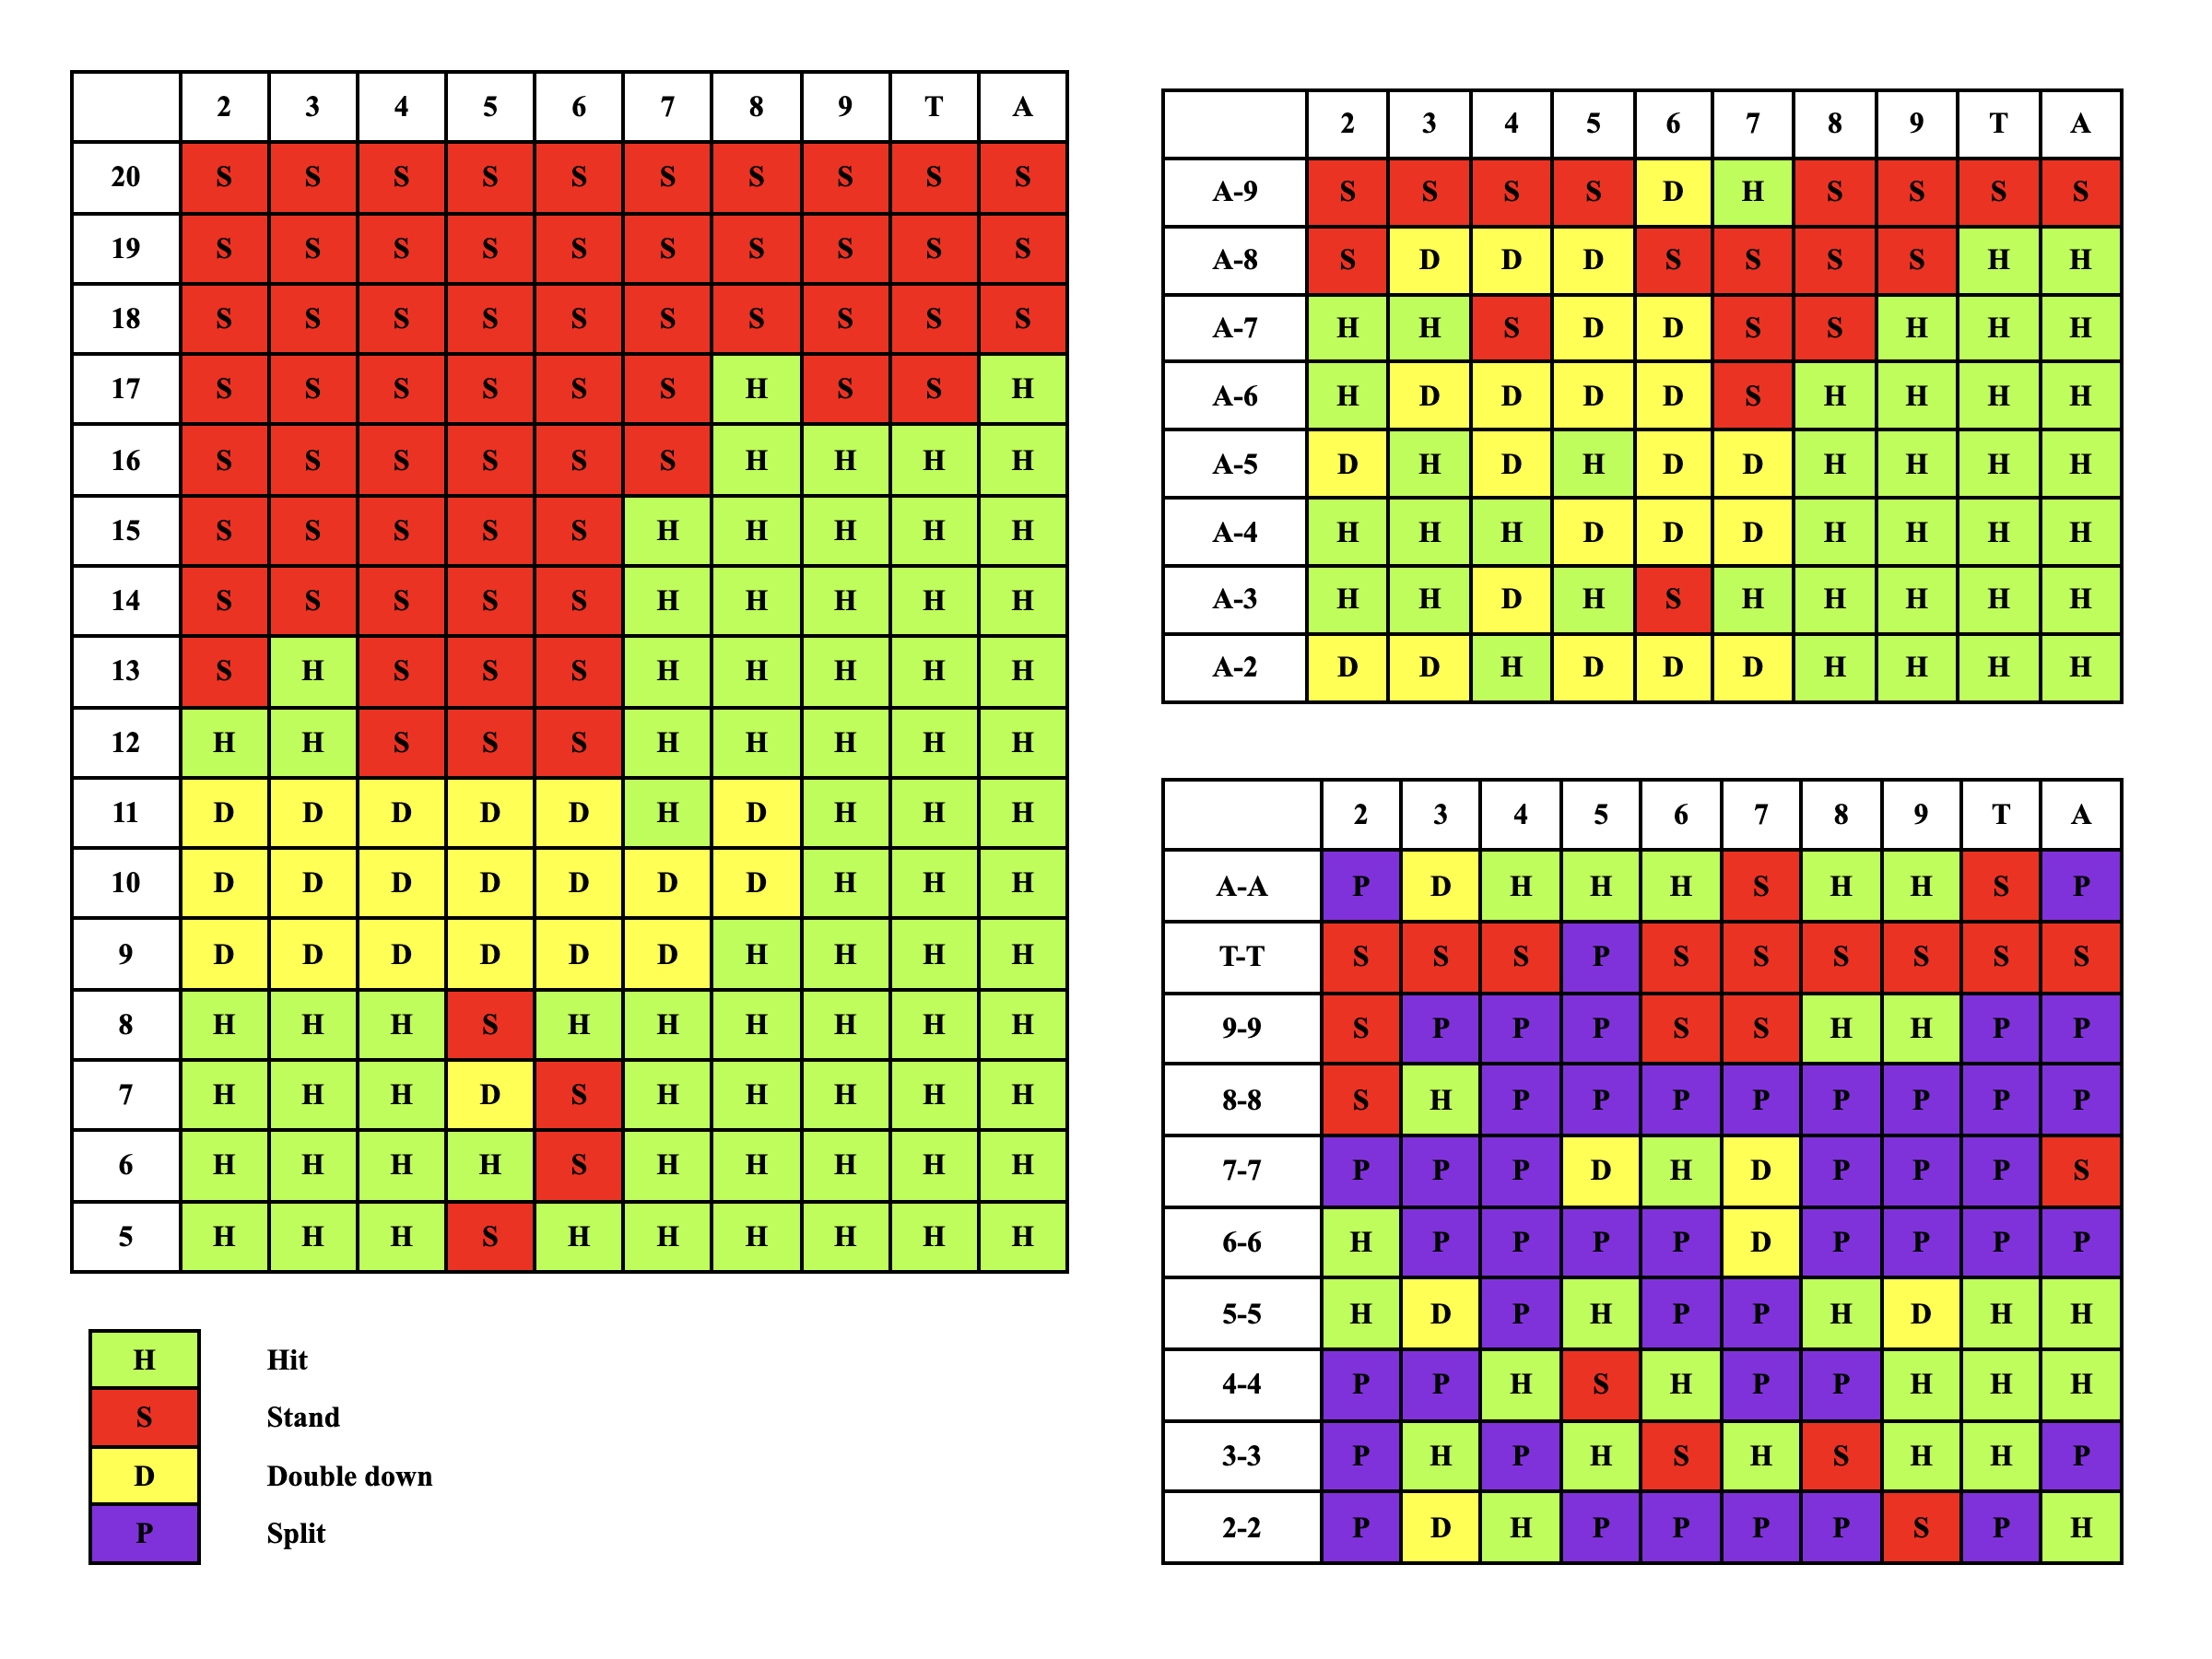 2 3 4 5 6 7 8 9 T A
20 S S S S S S S S S S
19 S S S S S S S S S S
18 S S S S S S S S S S
17 S S S S S S H S S H
16 S S S S S S H H H H
15 S S S S S H H H H H
14 S S S S S H H H H H
13 S H S S S H H H H H
12 H H S S S H H H H H
11 D D D D D H D H H H
10 D D D D D D D H H H
9 D D D D D D H H H H
8 H H H S H H H H H H
7 H H H D S H H H H H
6 H H H H S H H H H H
5 H H H S H H H H H H
H Hit
S Stand
D Double down
P Split
2 3 4 5 6 7 8 9 T A
A-9 S S S S D H S S S S
A-8 S D D D S S S S H H
A-7 H H S D D S S H H H
A-6 H D D D D S H H H H
A-5 D H D H D D H H H H
A-4 H H H D D D H H H H
A-3 H H D H S H H H H H
A-2 D D H D D D H H H H
2 3 4 5 6 7 8 9 T A
A-A P D H H H S H H S P
T-T S S S P S S S S S S
9-9 S P P P S S H H P P
8-8 S H P P P P P P P P
7-7 P P P D H D P P P S
6-6 H P P P P D P P P P
5-5 H D P H P P H D H H
4-4 P P H S H P P H H H
3-3 P H P H S H S H H P
2-2 P D H P P P P S P H